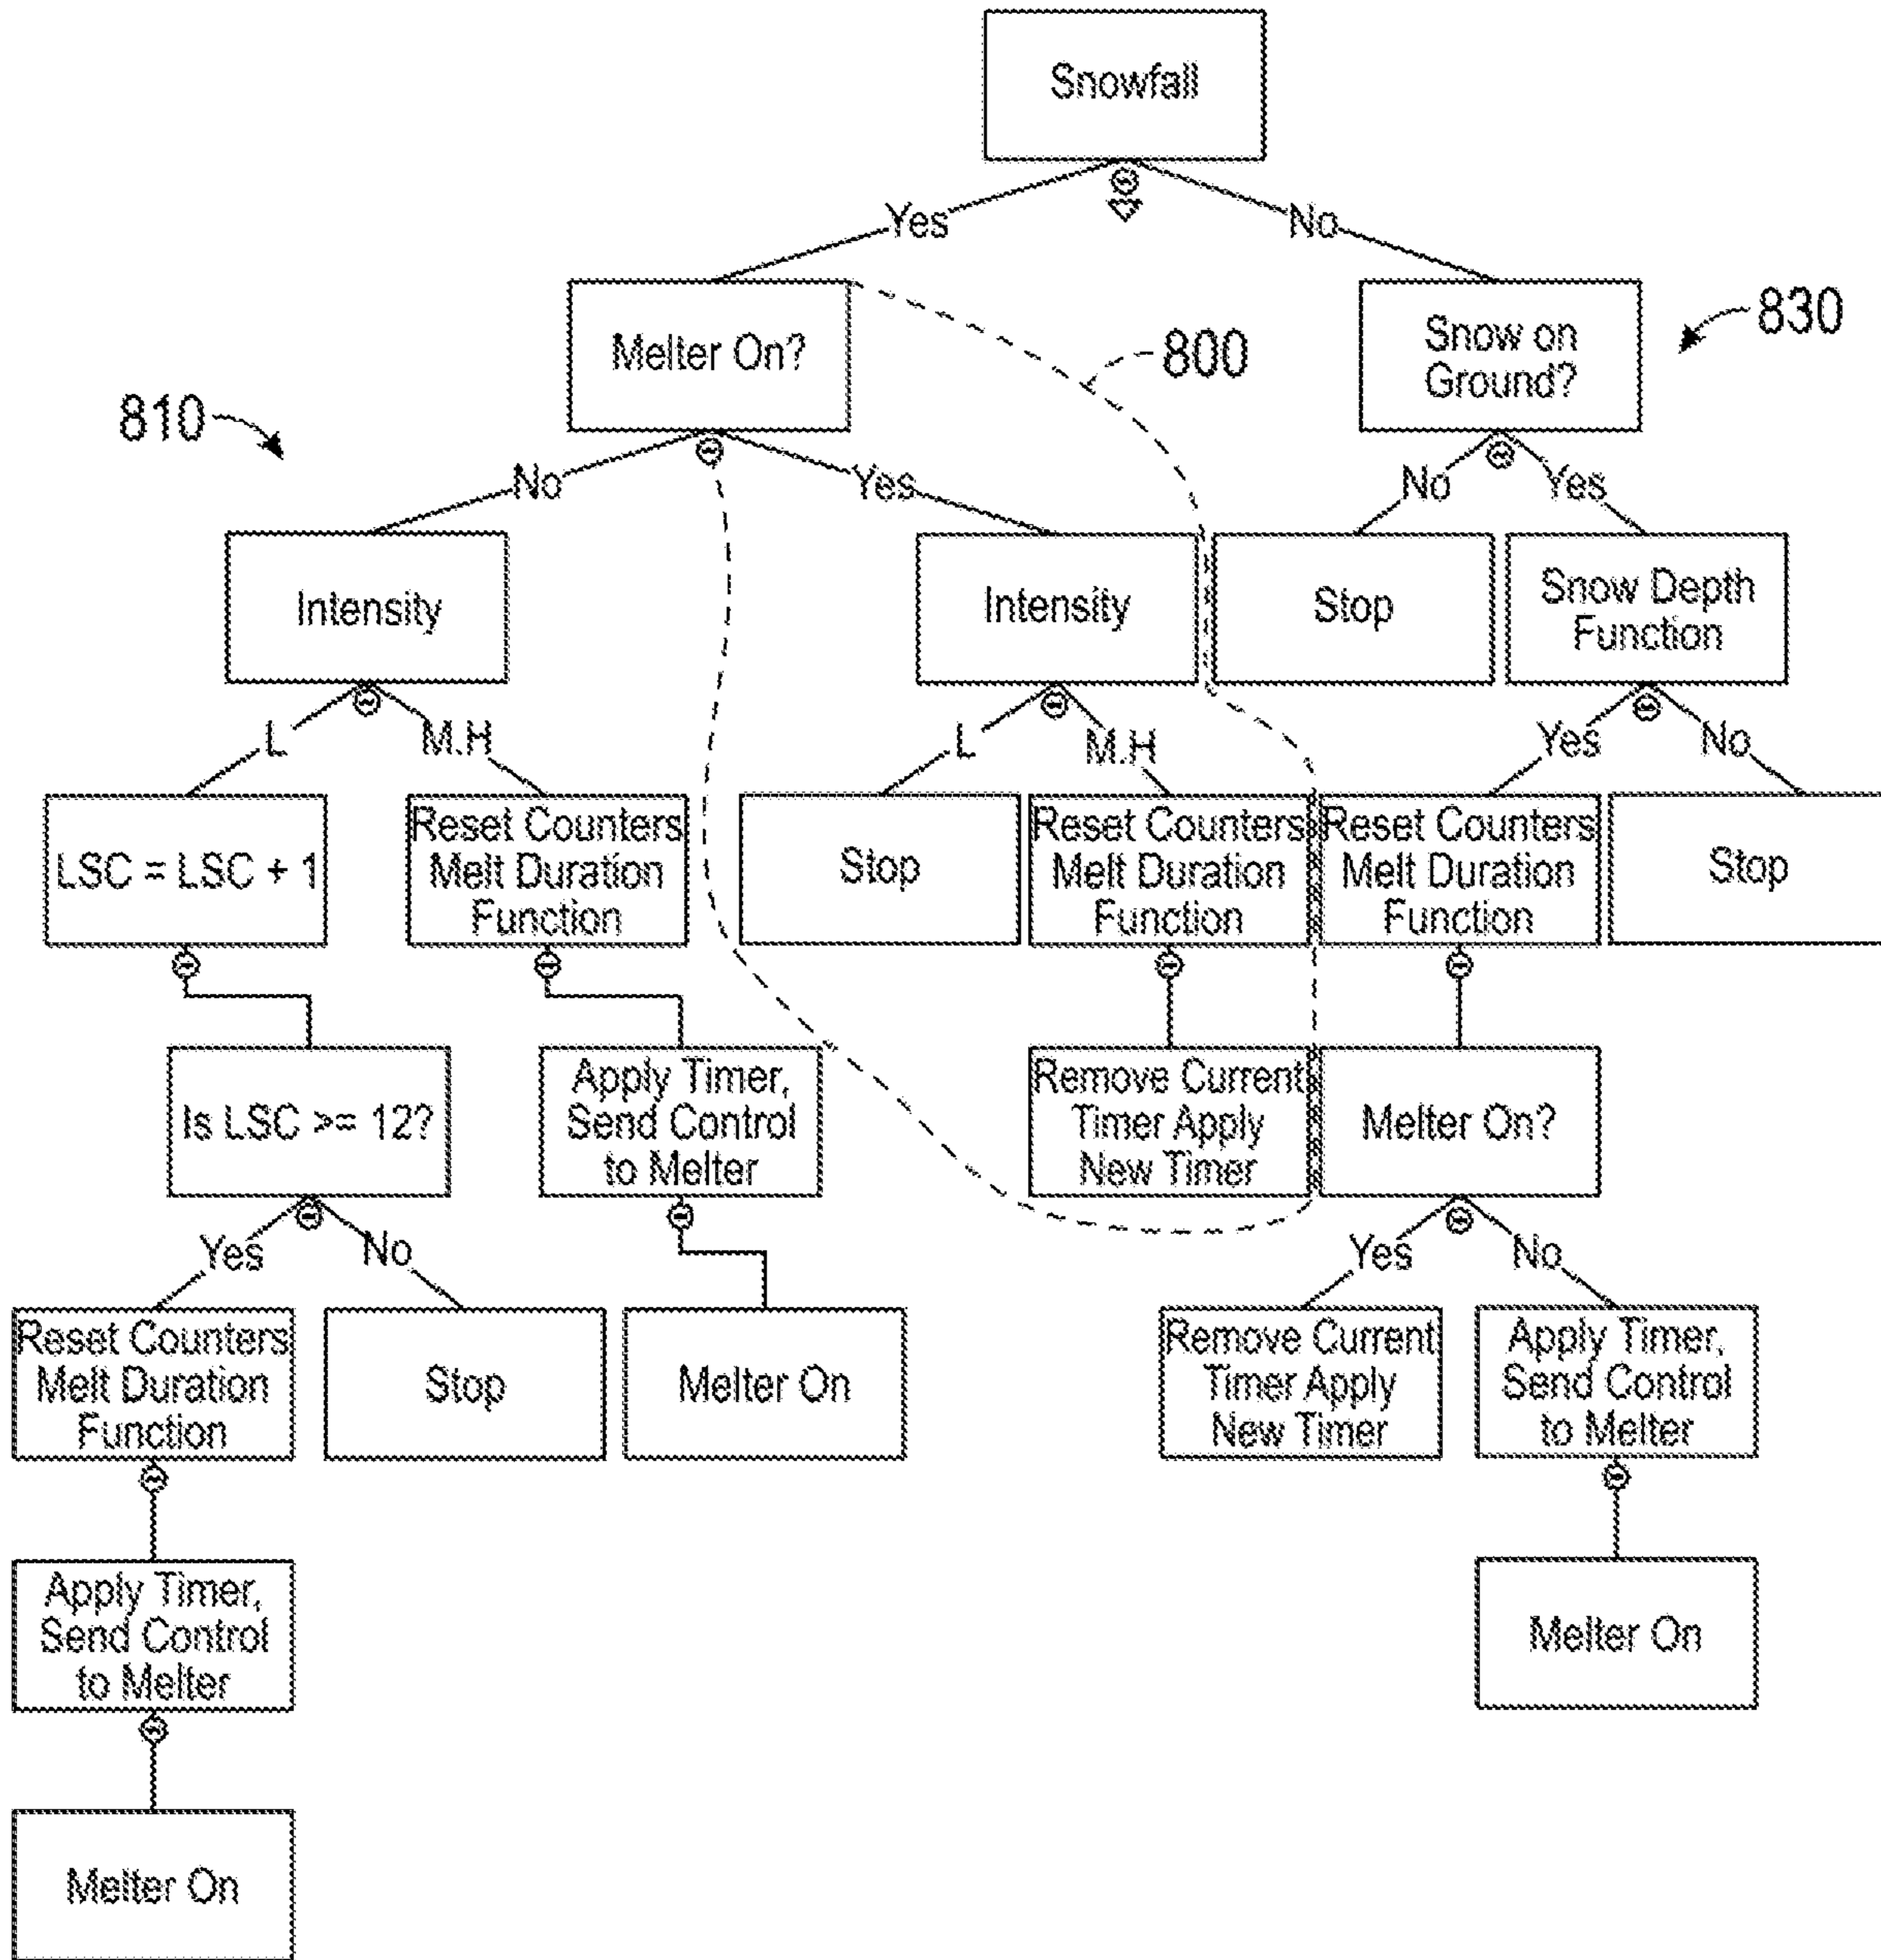 Snowfall
Yes
No
Melter On?
800
Snow on
Ground?
830
810
No
Yes
No
Yes
Intensity
Intensity
Stop
Snow Depth
Function
L
M.H
L
M.H
Yes
No
LSC = LSC + 1
Reset Counters
Melt Duration
Function
Stop
Reset Counters
Melt Duration
Function
Reset Counters
Melt Duration
Function
Stop
Is LSC >= 12?
Apply Timer,
Send Control
to Melter
Remove Current
Timer Apply
New Timer
Melter On?
Yes
No
Yes
No
Reset Counters
Melt Duration
Function
Stop
Melter On
Remove Current
Timer Apply
New Timer
Apply Timer,
Send Control
to Melter
Apply Timer,
Send Control
to Melter
Melter On
Melter On